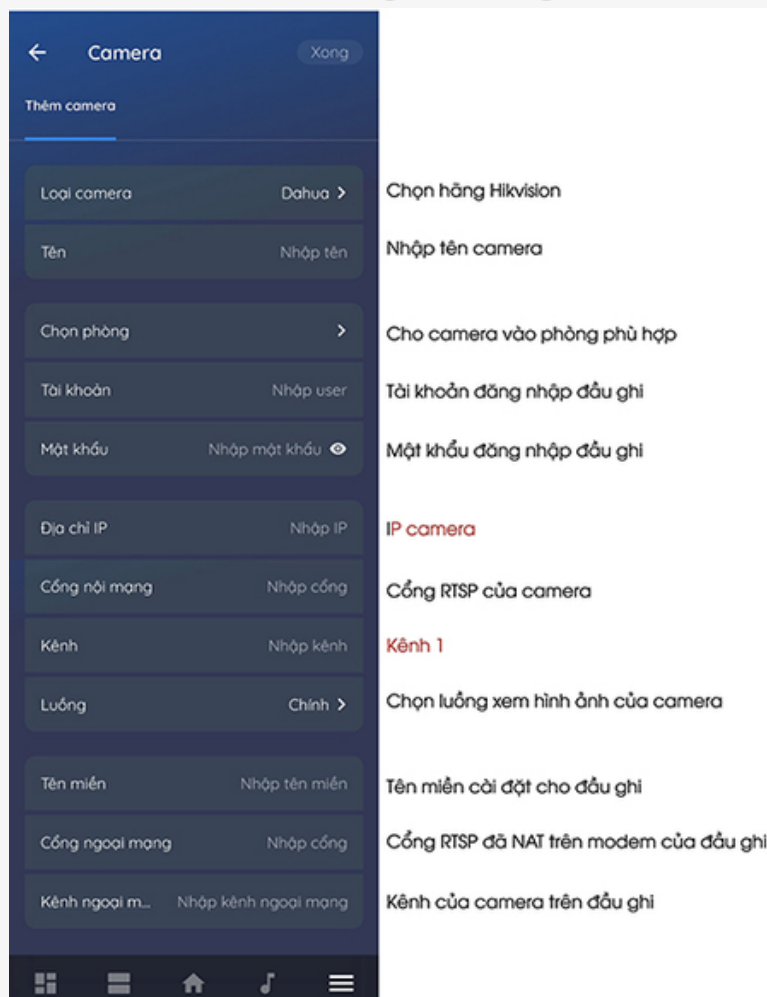 Camera Xong
Thêm camera
Loại camera Dahua Chọn hãng Hikvision
Tên Nhập tên Nhập tên camera
Chọn phòng Cho camera vào phòng phù hợp
Tài khoản Nhập user Tài khoản đăng nhập đầu ghi
Mật khẩu Nhập mật khẩu Mật khẩu đăng nhập đầu ghi
Địa chỉ IP Nhập IP IP camera
Cổng nội mạng Nhập cổng Cổng RTSP của camera
Kênh Nhập kênh Kênh 1
Luồng Chính Chọn luồng xem hình ảnh của camera
Tên miền Nhập tên miền Tên miền cài đặt cho đầu ghi
Cổng ngoại mạng Nhập cổng Cổng RTSP đã NAT trên modem của đầu ghi
Kênh ngoại m... Nhập kênh ngoại mạng Kênh của camera trên đầu ghi